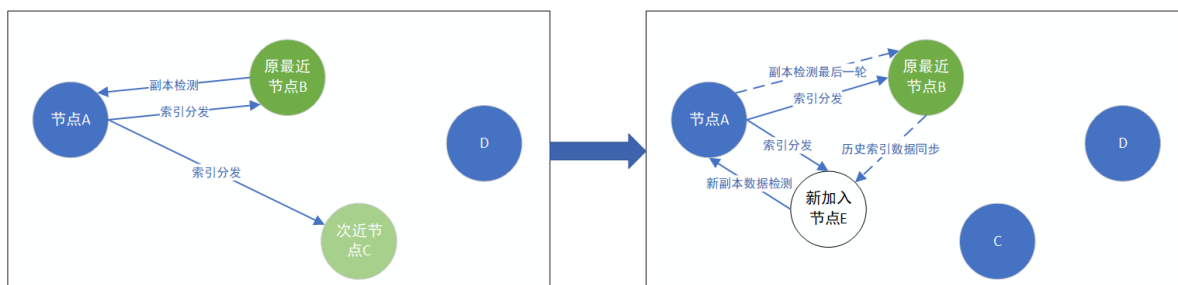 原最近
节点B
副本检测
节点A
索引分发
D
索引分发
次近节
点C
原最近
节点B
副本检测最后一轮
索引分发
节点A
索引分发
历史索引数据同步
D
新副本数据检测
新加入
节点E
C